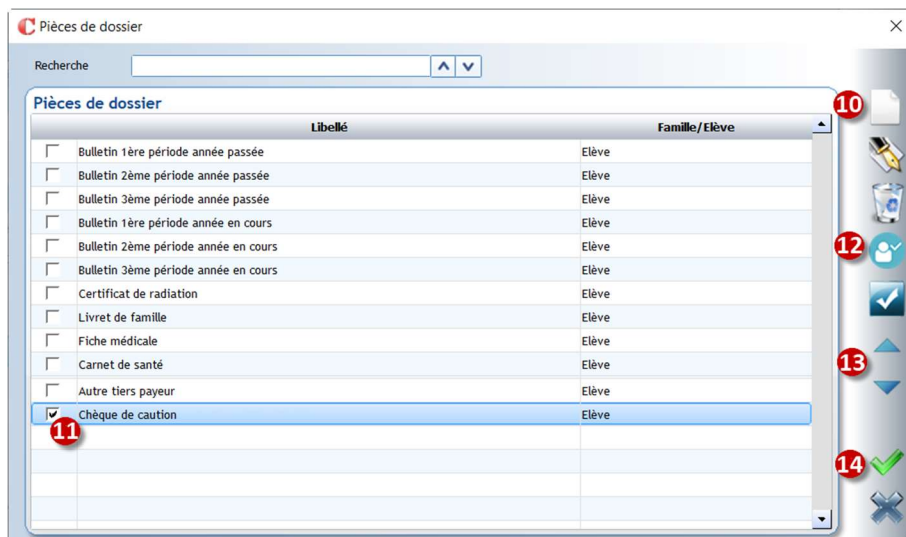 Pièces de dossier
Recherche
Pièces de dossier
10
Libellé Famille/Elève
Bulletin 1ère période année passée Elève
Bulletin 2ème période année passée Elève
Bulletin 3ème période année passée Elève
Bulletin 1ère période année en cours Elève
Bulletin 2ème période année en cours Elève
12
Bulletin 3ème période année en cours Elève
Certificat de radiation Elève
Livret de famille Elève
Fiche médicale Elève
Carnet de santé Elève
13
Autre tiers payeur Elève
Chèque de caution Elève
11
14